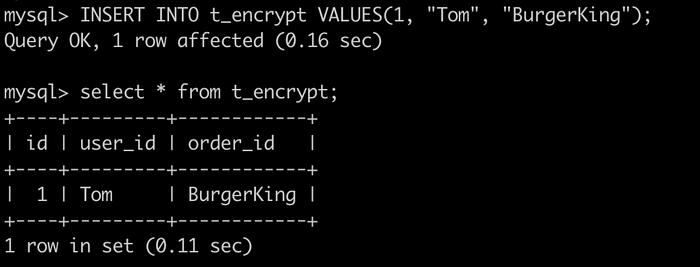 mysql> INSERT INTO t_encrypt VALUES(1, "Tom", "BurgerKing");
Query OK, 1 row affected (0.16 sec)
mysql> select * from t_encrypt;
+----+---------+------------+
| id | user_id | order_id   |
+----+---------+------------+
|  1 | Tom     | BurgerKing |
+----+---------+------------+
1 row in set (0.11 sec)